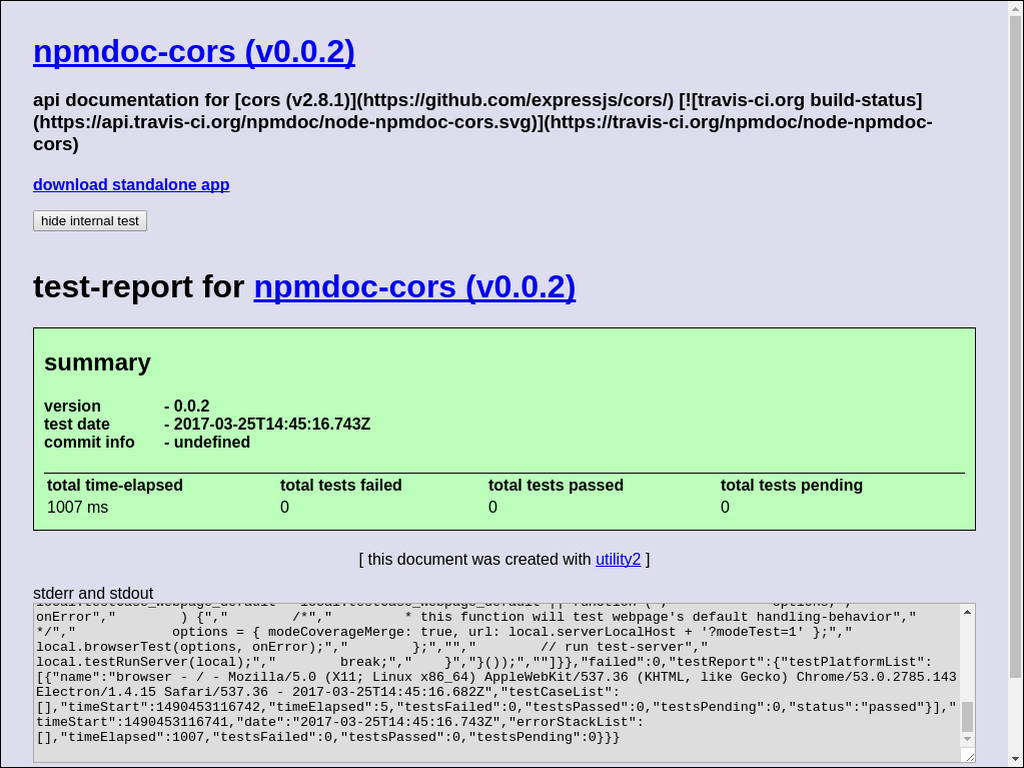 npmdoc-cors (v0.0.2)
api documentation for [cors (v2.8.1)](https://github.com/expressjs/cors/) [![travis-ci.org build-status]
(https://api.travis-ci.org/npmdoc/node-npmdoc-cors.svg)](https://travis-ci.org/npmdoc/node-npmdoc-
cors)
download standalone app
hide internal test
test-report for npmdoc-cors (v0.0.2)
summary
version - 0.0.2
test date - 2017-03-25T14:45:16.743Z
commit info - undefined
total time-elapsed total tests failed total tests passed total tests pending
1007 ms 0 0 0
[ this document was created with utility2 ]
stderr and stdout
onError","        ) {","        /*","         * this function will test webpage's default handling-behavior","
*/","            options = { modeCoverageMerge: true, url: local.serverLocalHost + '?modeTest=1' };","
local.browserTest(options, onError);","        };","","        // run test-server","
local.testRunServer(local);","        break;","    }","}());",""]}},"failed":0,"testReport":{"testPlatformList":
[{"name":"browser - / - Mozilla/5.0 (X11; Linux x86_64) AppleWebKit/537.36 (KHTML, like Gecko) Chrome/53.0.2785.143
Electron/1.4.15 Safari/537.36 - 2017-03-25T14:45:16.682Z","testCaseList":
[],"timeStart":1490453116742,"timeElapsed":5,"testsFailed":0,"testsPassed":0,"testsPending":0,"status":"passed"}],"
timeStart":1490453116741,"date":"2017-03-25T14:45:16.743Z","errorStackList":
[],"timeElapsed":1007,"testsFailed":0,"testsPassed":0,"testsPending":0}}}